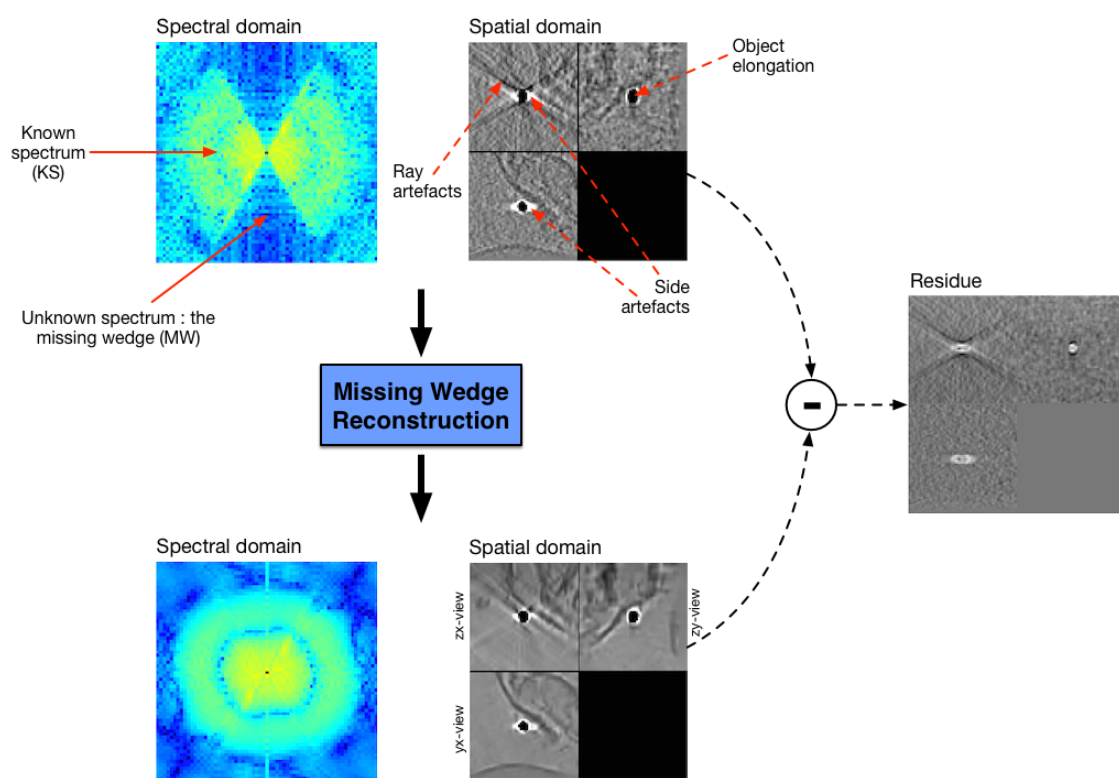 Spectral domain
Spatial domain
Object
elongation
Known
spectrum
(KS)
Ray
artefacts
Unknown spectrum : the
missing wedge (MW)
Side
artefacts
Residue
Missing Wedge
Reconstruction
Spectral domain
Spatial domain
zx-view
zy-view
yx-view